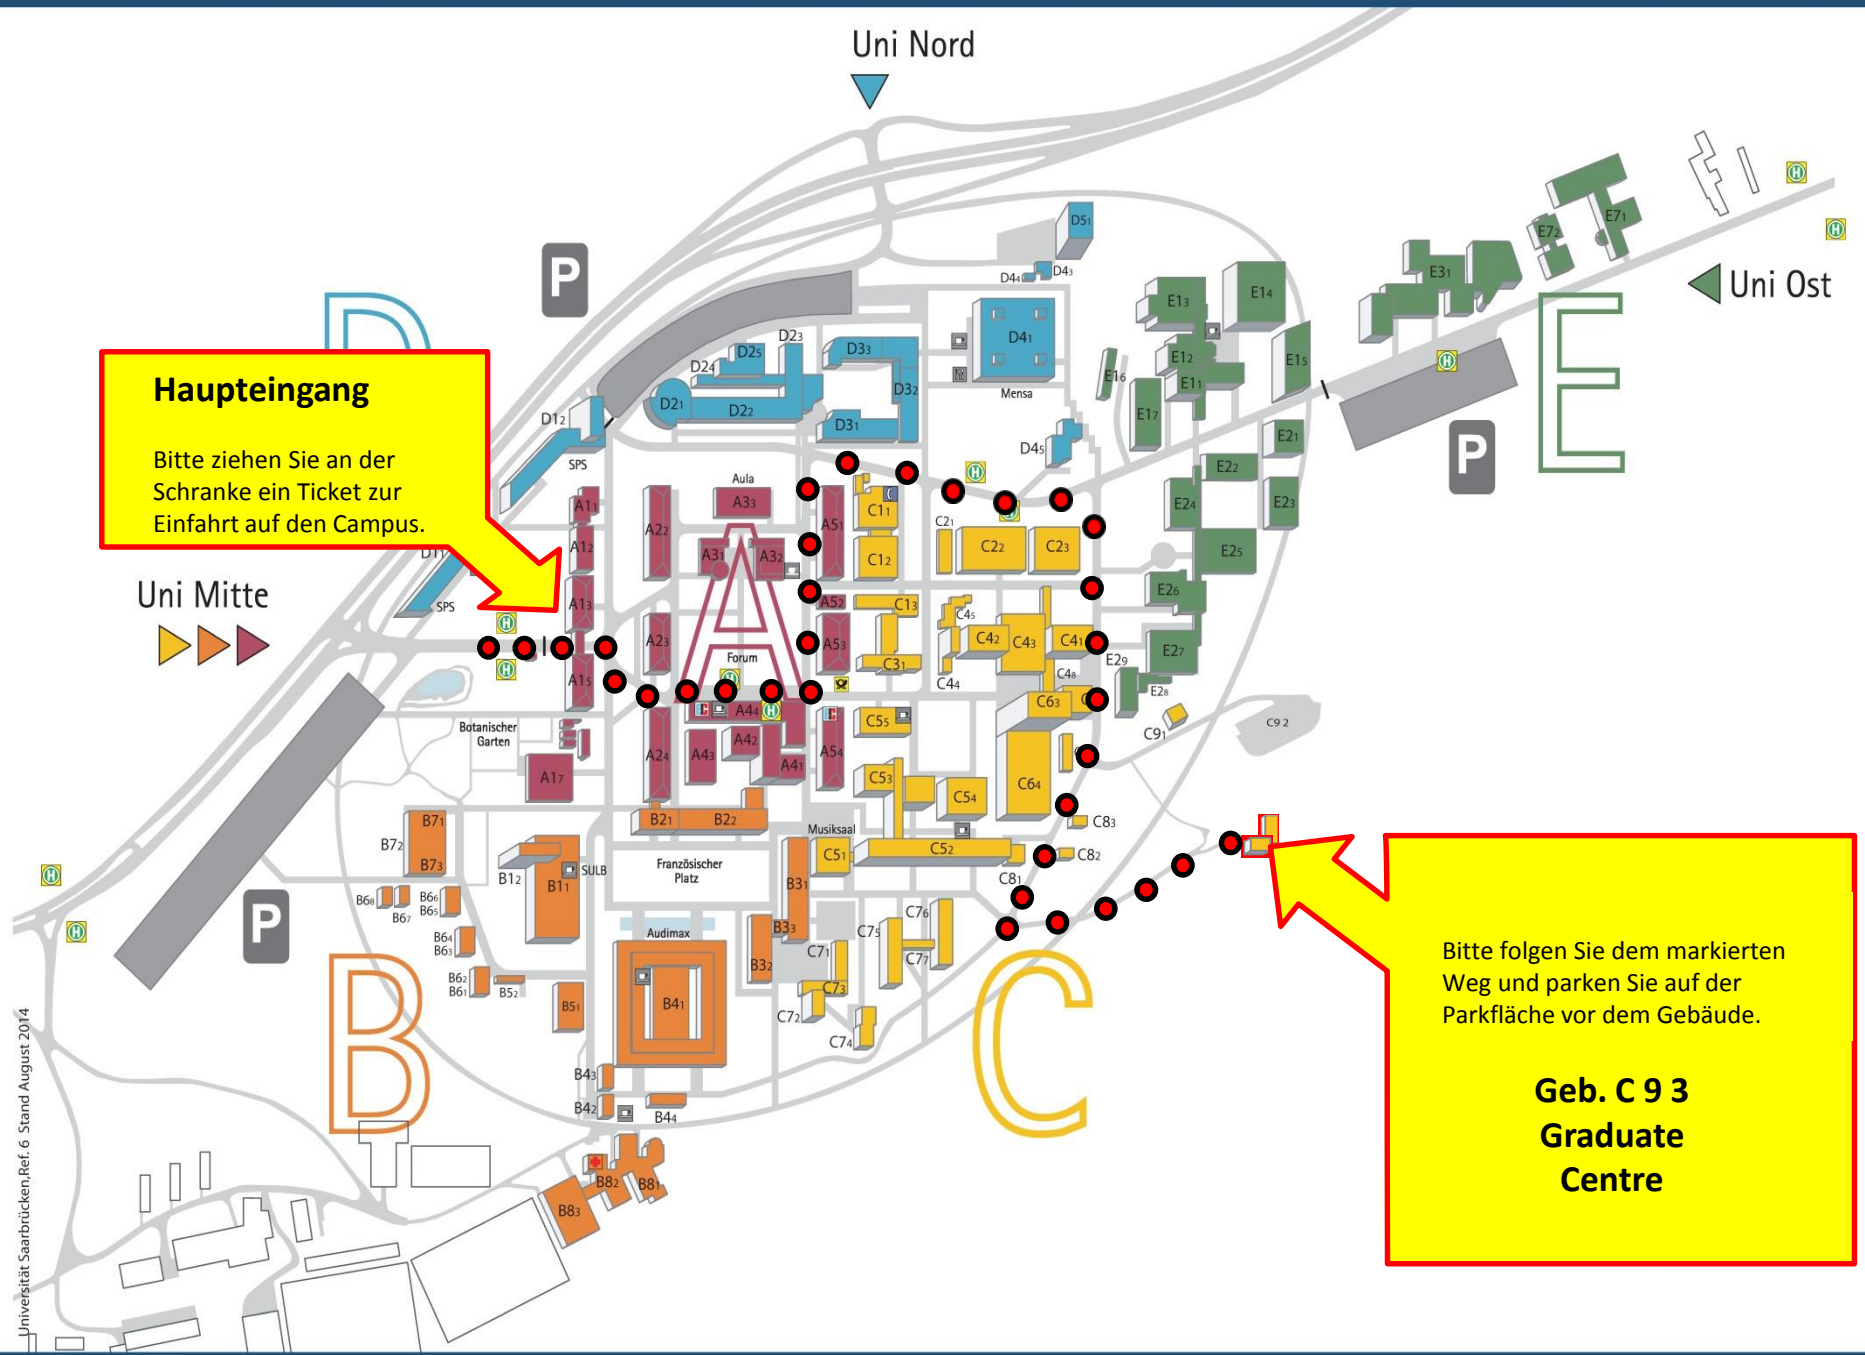 Uni Nord
P
D
Haupteingang
Bitte ziehen Sie an der
Schranke ein Ticket zur
Einfahrt auf den Campus.
Uni Mitte
Uni Ost
E
P
H
H
H
E71
E72
E31
D51
D44
D43
D41
Mensa
E13
E14
E12
E11
E15
E16
E17
D23
D25
D24
D21
D22
D33
D32
D31
D45
D12
SPS
D11
SPS
E21
E22
E23
E24
E25
E26
E27
E29
E28
Aula
A33
A11
A12
A13
A15
A17
A22
A23
A24
A31
A32
A
Forum
A51
A52
A53
A54
A44
A43
A42
A41
H
H
H
H
H
H
C11
C12
C13
C21
C22
C23
C31
C45
C42
C43
C41
C44
C48
C63
C64
C55
C53
C54
C52
C51
C91
C92
C83
C82
C81
Botanischer
Garten
Musiksaal
B21
B22
B71
B72
B73
B12
B11
SULB
Französischer
Platz
B31
B33
B32
B68
B67
B66
B65
B64
B63
B62
B61
B52
B51
Audimax
B41
B43
B42
B44
B82
B81
B83
C76
C75
C77
C71
C73
C72
C74
H
H
P
B
C
Bitte folgen Sie dem markierten
Weg und parken Sie auf der
Parkfläche vor dem Gebäude.
Geb. C 9 3
Graduate
Centre
Universität Saarbrücken,Ref. 6 Stand August 2014